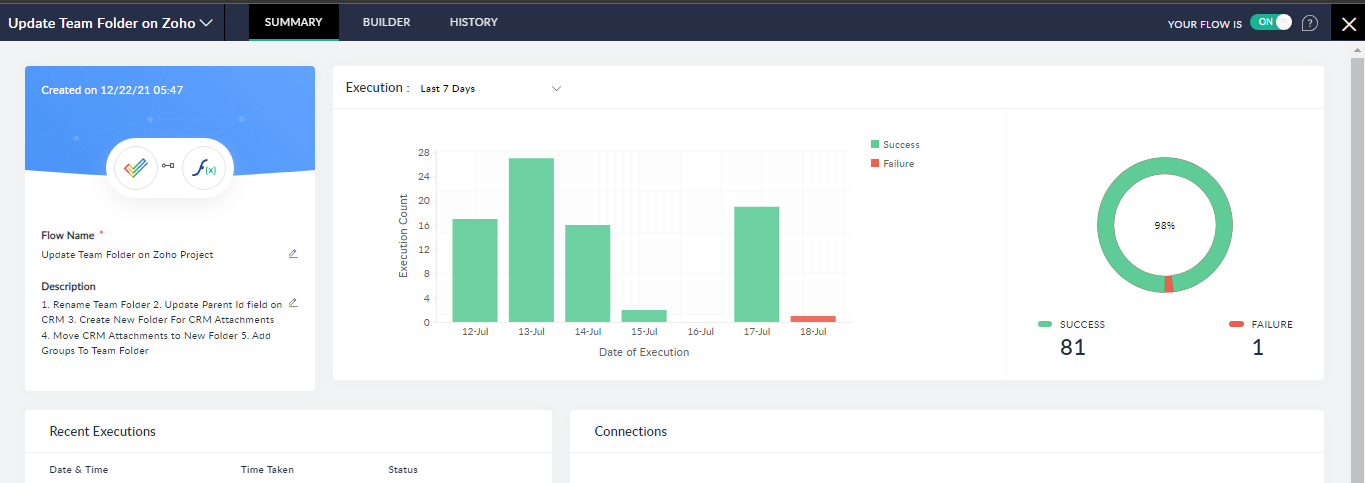 Update Team Folder on Zoho
SUMMARY
BUILDER
HISTORY
YOUR FLOW IS
ON
?
Created on 12/22/21 05:47
f(x)
Flow Name *
Update Team Folder on Zoho Project
Description
1. Rename Team Folder 2. Update Parent Id field on
CRM 3. Create New Folder For CRM Attachments
4. Move CRM Attachments to New Folder 5. Add
Groups To Team Folder
Execution : Last 7 Days
Execution Count
28
24
20
16
12
8
4
0
12-Jul 13-Jul 14-Jul 15-Jul 16-Jul 17-Jul 18-Jul
Date of Execution
Success
Failure
98%
SUCCESS
81
FAILURE
1
Recent Executions
Date & Time Time Taken Status
Connections